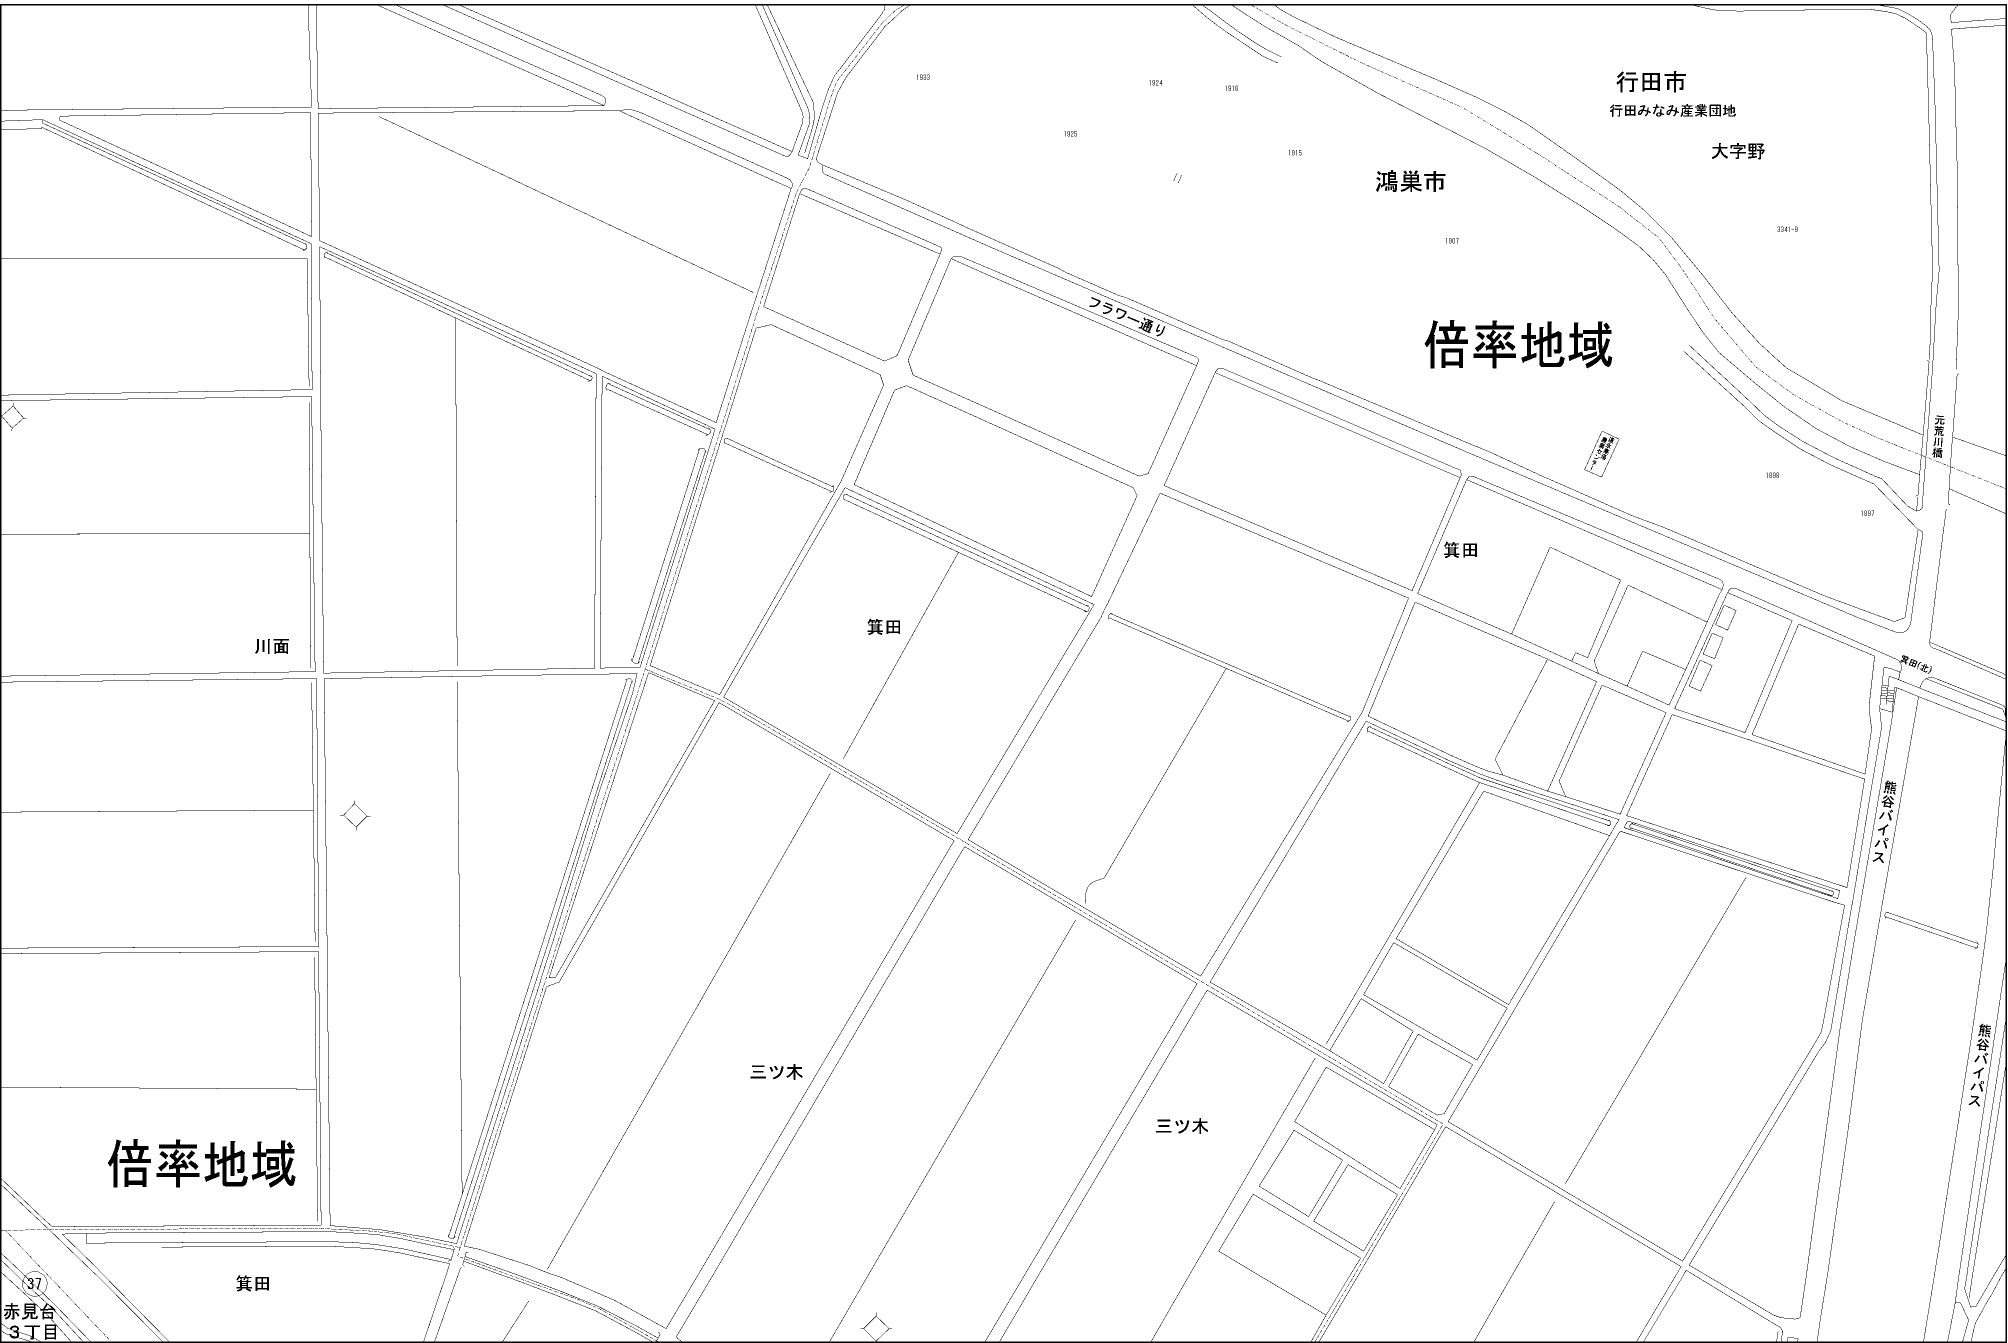 1933
1924
1916
行田市
行田みなみ産業団地
1925
大字野
1915
鴻巣市
3341-9
1907
フラワー通り
倍率地域
元荒川橋
1898
1897
箕田
箕田
川面
箕田(北)
熊谷バイパス
三ツ木
熊谷バイパス
三ツ木
倍率地域
37
箕田
赤見台
3丁目